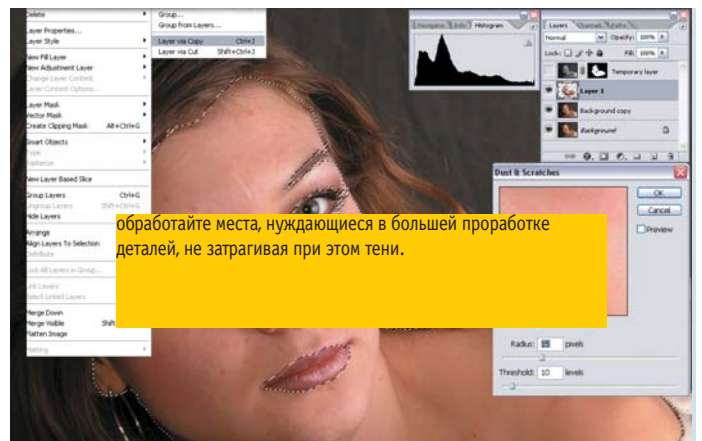 Delete
Layer Properties...
Layer Style
New Fill Layer
New Adjustment Layer
Change Layer Content
Layer Content Options...
Layer Mask
Vector Mask
Create Clipping Mask Alt+Ctrl+G
Smart Objects
Type
Rasterize
New Layer Based Slice
Group Layers Ctrl+G
Ungroup Layers Shift+Ctrl+G
Hide Layers
Arrange
Align Layers To Selection
Distribute
Lock All Layers in Group...
Link Layers
Select Linked Layers
Merge Down
Merge Visible Shift
Flatten Image
Matting
Group...
Group from Layers...
Layer via Copy Ctrl+J
Layer via Cut Shift+Ctrl+J
Navigator Info Histogram
Layers Channels Paths
Normal Opacity: 100%
Lock: Fill: 100%
Temporary layer
Layer 1
Background copy
Background
Dust & Scratches
OK
Cancel
Preview
обработайте места, нуждающиеся в большей проработке
деталей, не затрагивая при этом тени.
Radius: 15 pixels
Threshold: 10 levels